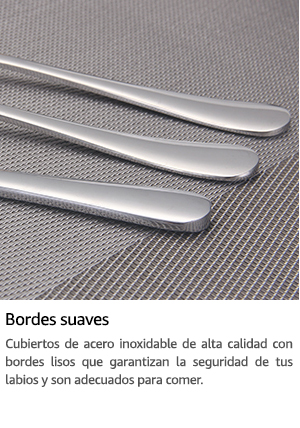 Bordes suaves
Cubiertos de acero inoxidable de alta calidad con
bordes lisos que garantizan la seguridad de tus
labios y son adecuados para comer.